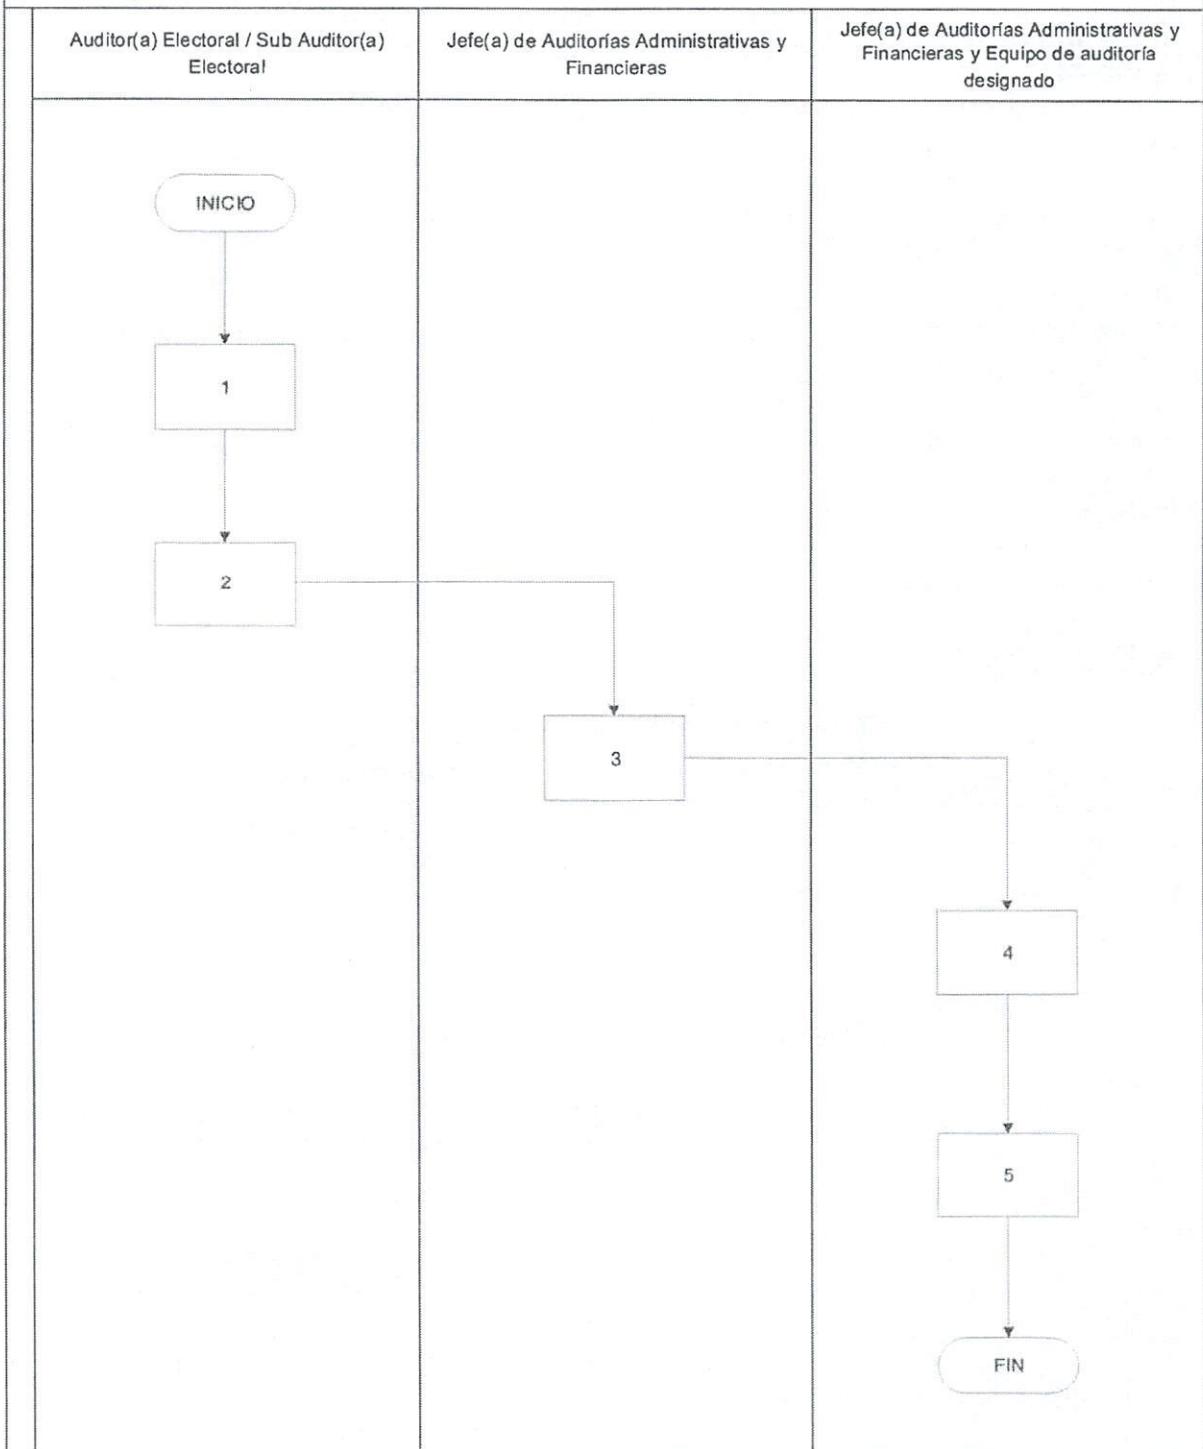 Auditor(a) Electoral / Sub Auditor(a)
Electoral
Jefe(a) de Auditorías Administrativas y
Financieras
Jefe(a) de Auditorías Administrativas y
Financieras y Equipo de auditoría
designado
INICIO
1
2
3
4
5
FIN